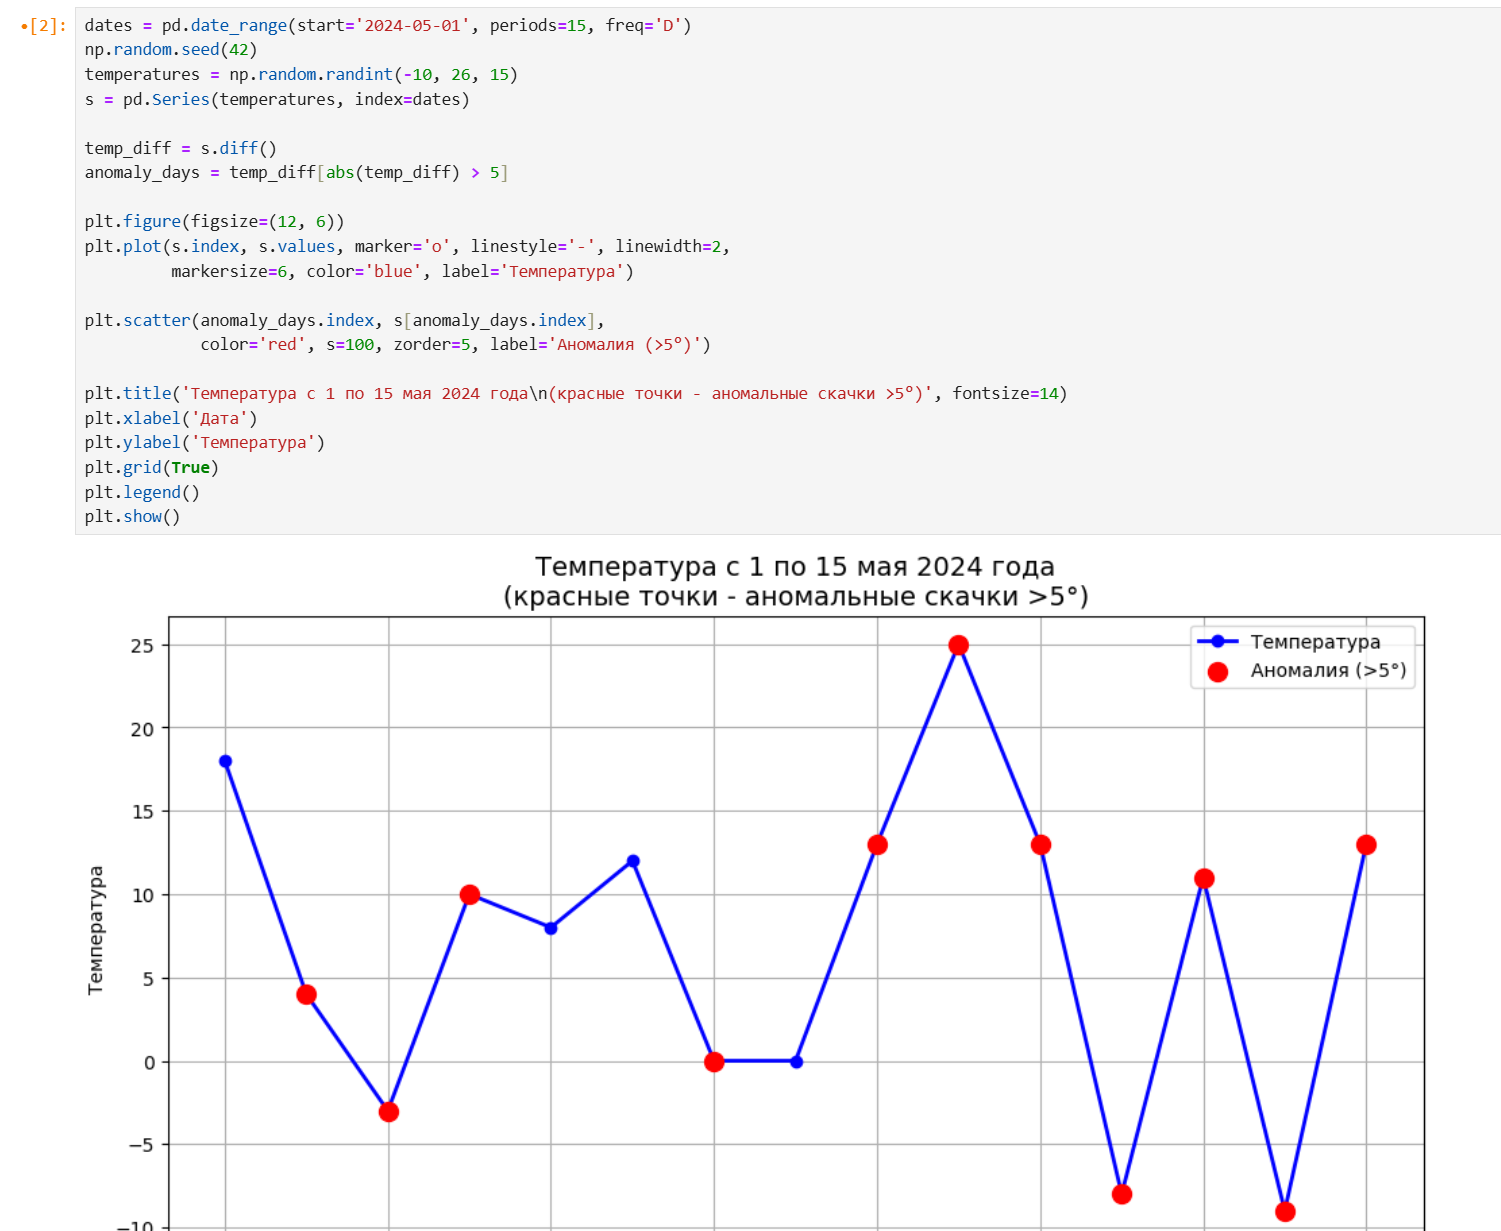 •[2]:
dates = pd.date_range(start='2024-05-01', periods=15, freq='D')
np.random.seed(42)
temperatures = np.random.randint(-10, 26, 15)
s = pd.Series(temperatures, index=dates)
temp_diff = s.diff()
anomaly_days = temp_diff[abs(temp_diff) > 5]
plt.figure(figsize=(12, 6))
plt.plot(s.index, s.values, marker='o', linestyle='-', linewidth=2,
markersize=6, color='blue', label='Температура')
plt.scatter(anomaly_days.index, s[anomaly_days.index],
color='red', s=100, zorder=5, label='Аномалия (>5°)')
plt.title('Температура с 1 по 15 мая 2024 года\n(красные точки - аномальные скачки >5°)', fontsize=14)
plt.xlabel('Дата')
plt.ylabel('Температура')
plt.grid(True)
plt.legend()
plt.show()
Температура с 1 по 15 мая 2024 года
(красные точки - аномальные скачки >5°)
Температура
Аномалия (>5°)
25
20
15
10
5
0
−5
−10
Температура